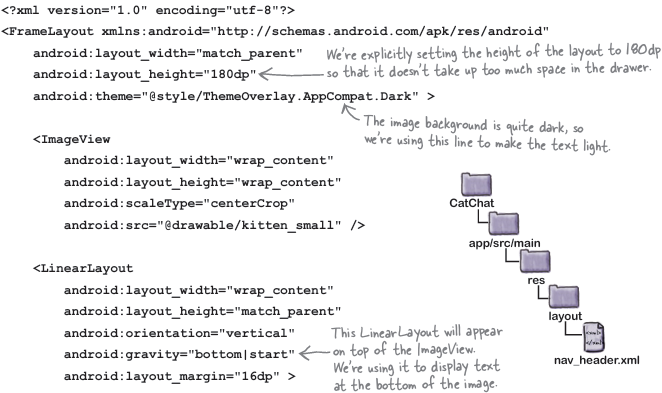 <?xml version="1.0" encoding="utf-8"?>
<FrameLayout xmlns:android="http://schemas.android.com/apk/res/android"
android:layout_width="match_parent"
android:layout_height="180dp"
android:theme="@style/ThemeOverlay.AppCompat.Dark" >
We're explicitly setting the height of the layout to 180dp
so that it doesn't take up too much space in the drawer.
The image background is quite dark, so
we're using this line to make the text light.
<ImageView
android:layout_width="wrap_content"
android:layout_height="wrap_content"
android:scaleType="centerCrop"
android:src="@drawable/kitten_small" />
<LinearLayout
android:layout_width="wrap_content"
android:layout_height="match_parent"
android:orientation="vertical"
android:gravity="bottom|start"
android:layout_margin="16dp" >
This LinearLayout will appear
on top of the ImageView.
We're using it to display text
at the bottom of the image.
CatChat
app/src/main
res
layout
<xml>
</xml>
nav_header.xml